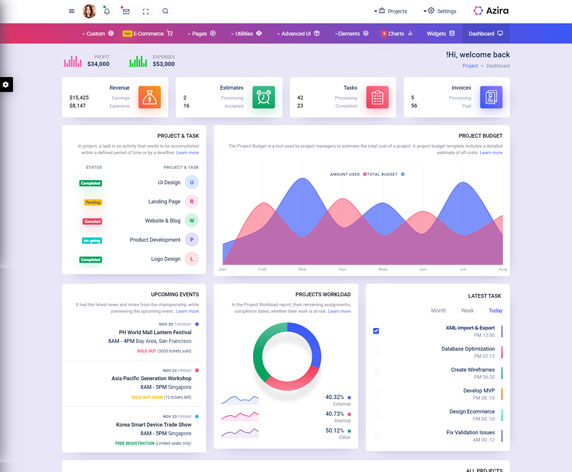 Projects
Settings
Azira
Custom
E-Commerce
Pages
Utilities
Advanced UI
Elements
Charts
Widgets
Dashboard
PROFIT
$34,000
EXPENSES
$53,000
!Hi, welcome back
Project
Dashboard
Revenue
$15,425 Earnings
$8,147 Expensive
Estimates
2 Processing
16 Accepted
Tasks
42 Processing
23 Completed
Invoices
5 Processing
56 Paid
PROJECT & TASK
In project, a task is an activity that needs to be accomplished
within a defined period of time or by a deadline. Learn more
STATUS PROJECT & TASK
Completed UI Design U
Pending Landing Page R
Canceled Website & Blog W
on-going Product Development P
Completed Logo Design L
PROJECT BUDGET
The Project Budget is a tool used by project managers to estimate the total cost of a project. A project budget template includes a detailed
estimate of all costs. Learn more
AMOUNT USED TOTAL BUDGET
Jan Feb Mar Apr May Jun Jul Aug
UPCOMING EVENTS
It had the latest news and notes from the championship, while
previewing the upcoming event. Learn more
NOV 20 TUESDAY
PH World Mall Lantern Festival
8AM - 4PM Bay Area, San Francisco
SOLD OUT (3000 tickets sold)
NOV 23 FRIDAY
Asia Pacific Generation Workshop
8AM - 5PM Singapore
SOLD OUT SOON (12 tickets left)
NOV 23 FRIDAY
Korea Smart Device Trade Show
8AM - 5PM Singapore
FREE REGISTRATION (Limited seats only)
PROJECTS WORKLOAD
In the Project Workload report, their remaining assignments,
completion dates, whether their work is at-risk. Learn more
40.32%
External
40.73%
Internal
50.12%
Other
LATEST TASK
Month Week Today
XML Import & Export
PM 12:00
Database Optimization
PM 02:13
Create Wireframes
PM 06:20
Develop MVP
PM 00:10
Design Ecommerce
PM 00:10
Fix Validation Issues
AM 00:12
ALL PROJECTS